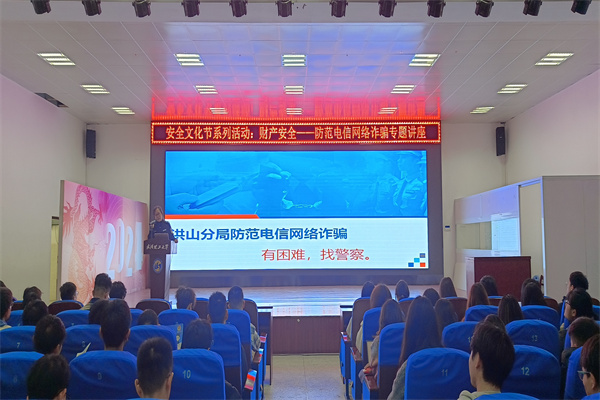 安全文化节系列活动：财产安全——防范电信网络诈骗专题讲座
洪山分局防范电信网络诈骗
有困难，找警察。
202
10